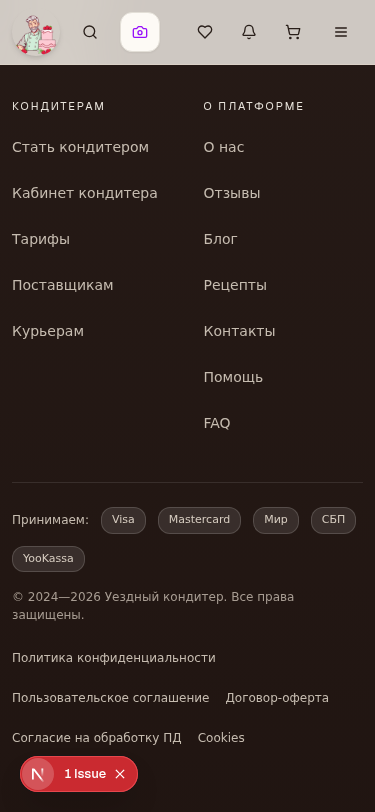 КОНДИТЕРАМ
Стать кондитером
Кабинет кондитера
Тарифы
Поставщикам
Курьерам
О ПЛАТФОРМЕ
О нас
Отзывы
Блог
Рецепты
Контакты
Помощь
FAQ
Принимаем: Visa Mastercard Мир СБП
YooKassa
© 2024—2026 Уездный кондитер. Все права
защищены.
Политика конфиденциальности
Пользовательское соглашение Договор-оферта
Согласие на обработку ПД Cookies
N 1 Issue